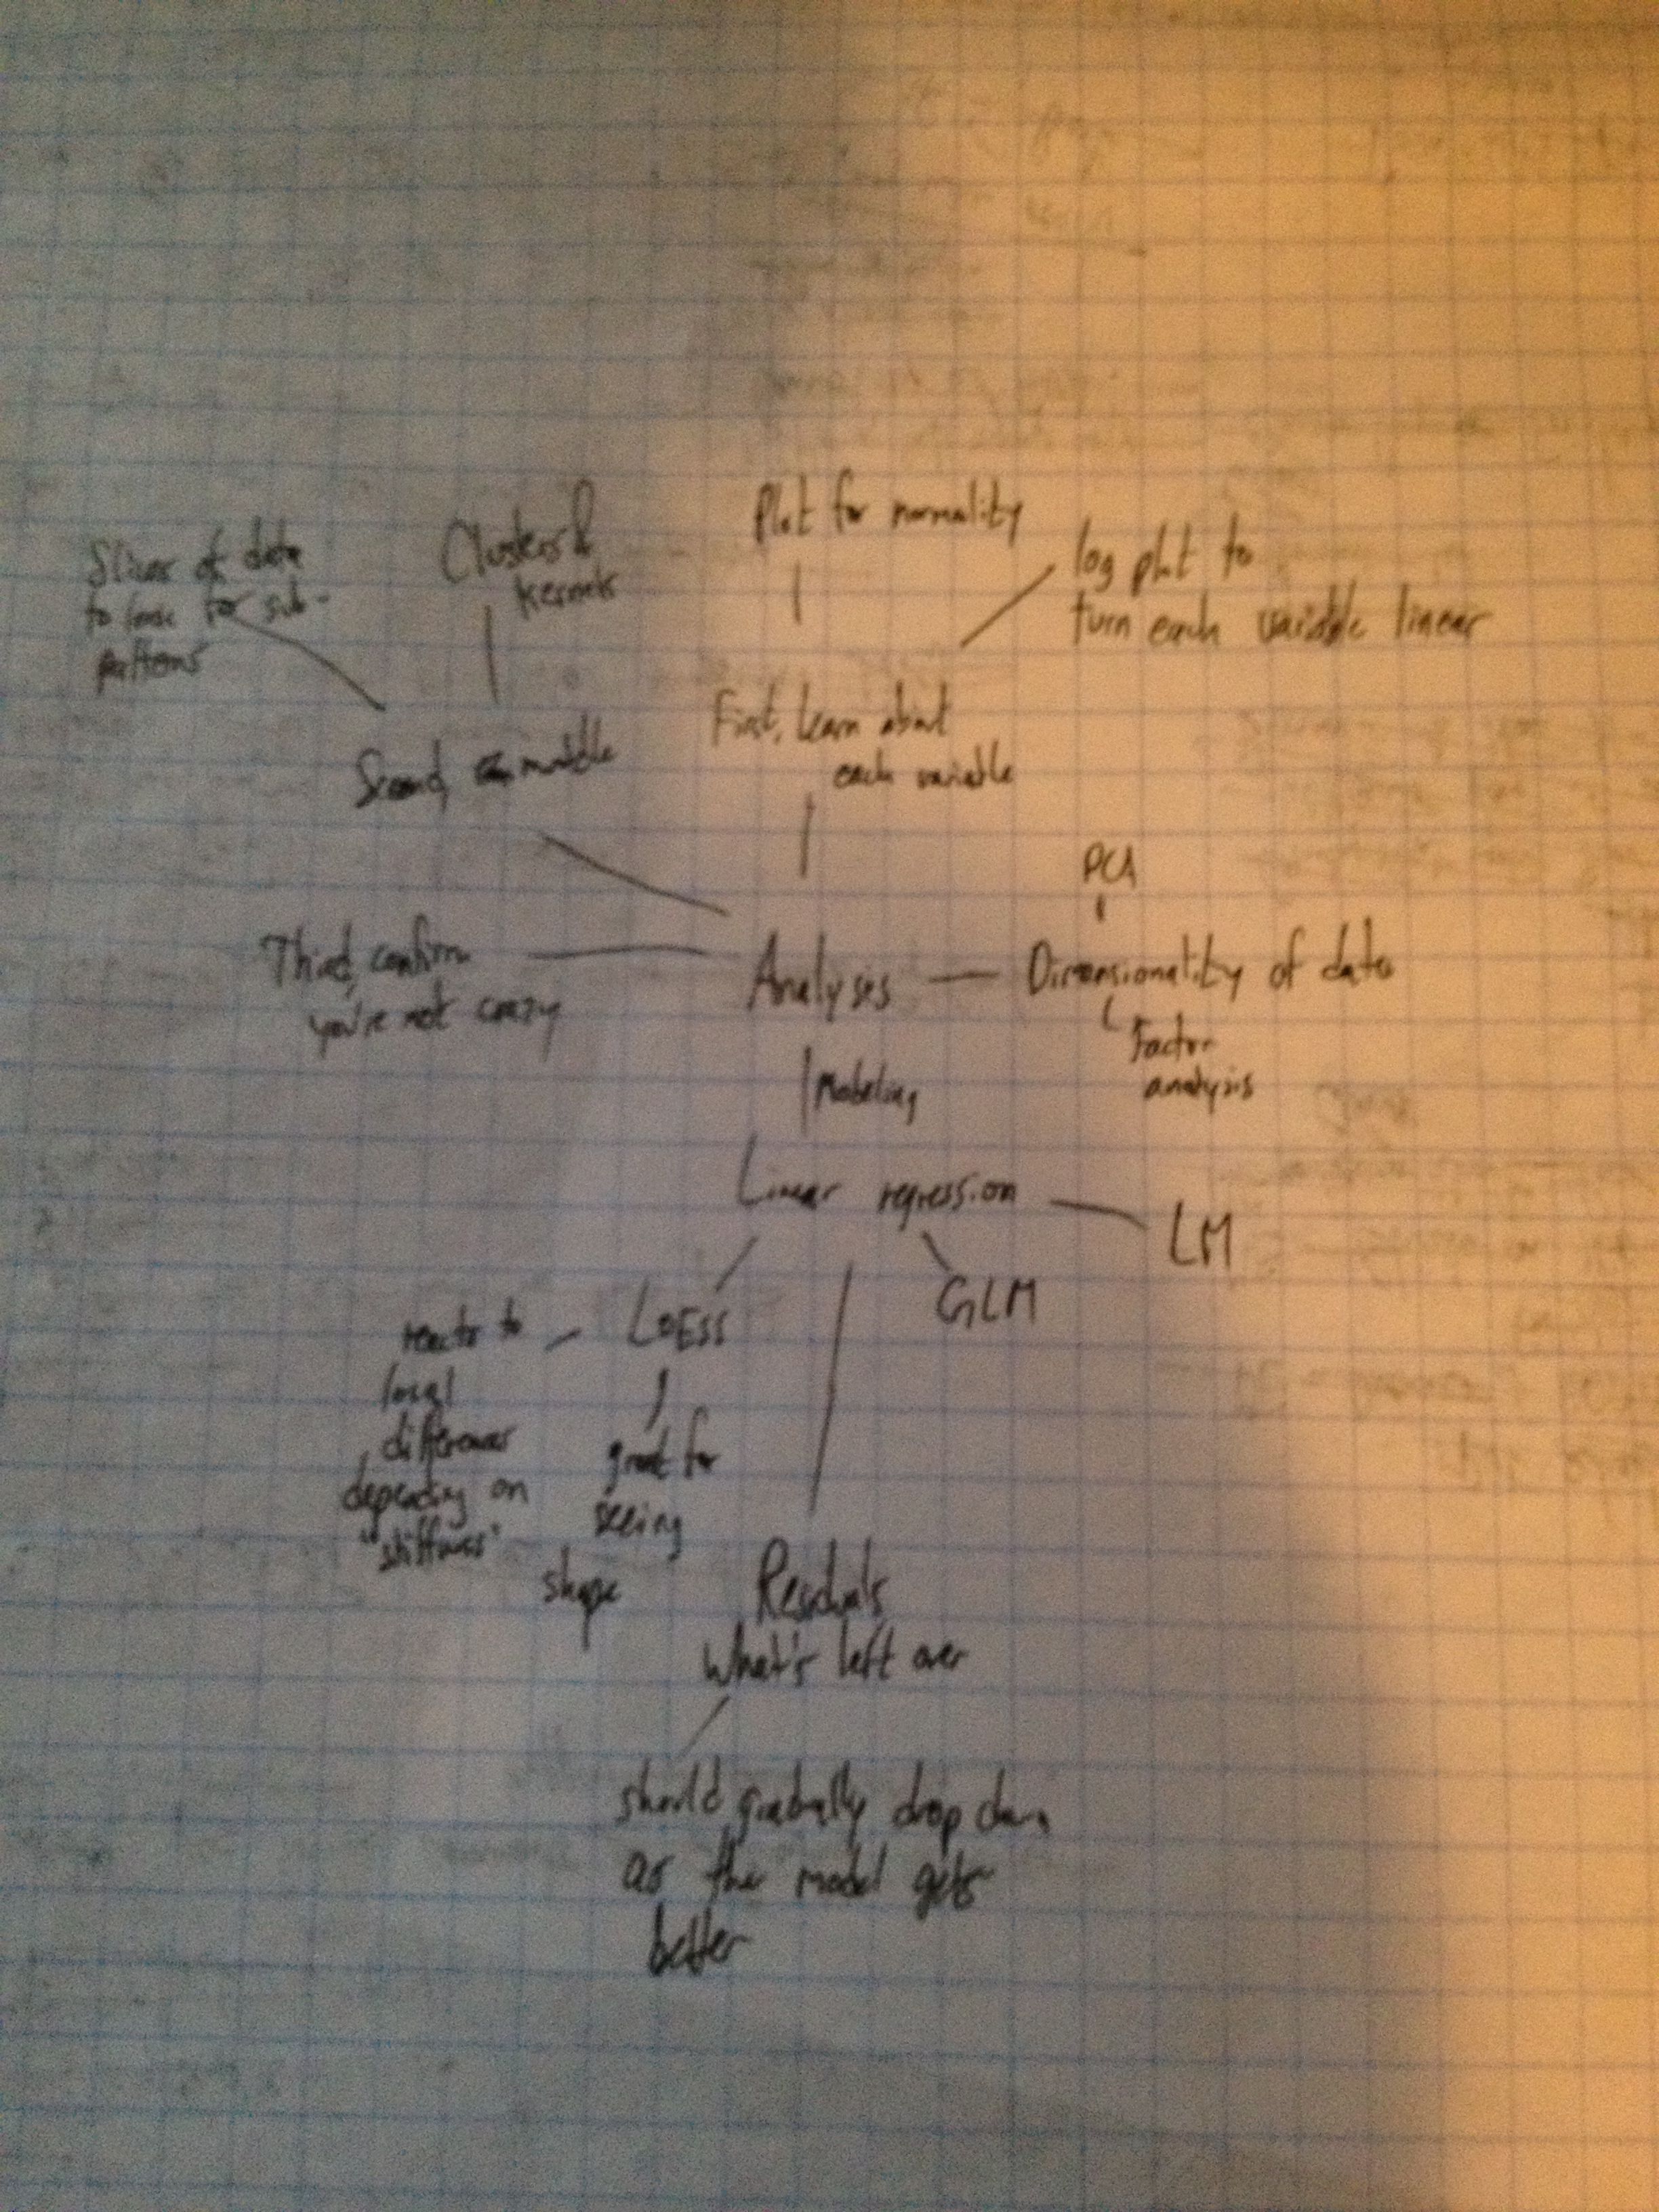 Plot for normality
log plot to
turn each variable linear
Clusters &
kernels
Slices of data
to look for sub-
patterns
First, learn about
each variable
Second,
PCA
Dimensionality of data
Factor
analysis
Third, confirm
you're not crazy
Analyses
Modeling
Linear regression
LM
GLM
LOESS
reacts to
local
differences
depending on
"stiffness"
great for
seeing
shape
Residuals
What's left over
should gradually drop down
as the model gets
better